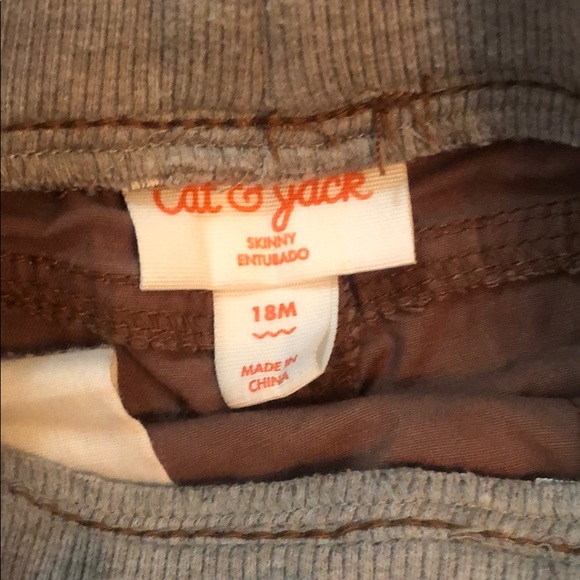 Cat & Jack
SKINNY
ENTUBADO
18M
MADE IN
CHINA